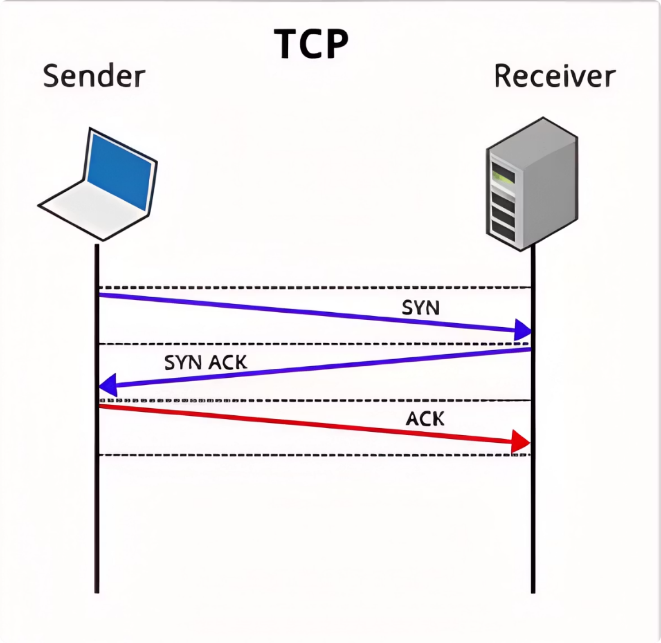 TCP
Sender
Receiver
SYN
SYN ACK
ACK